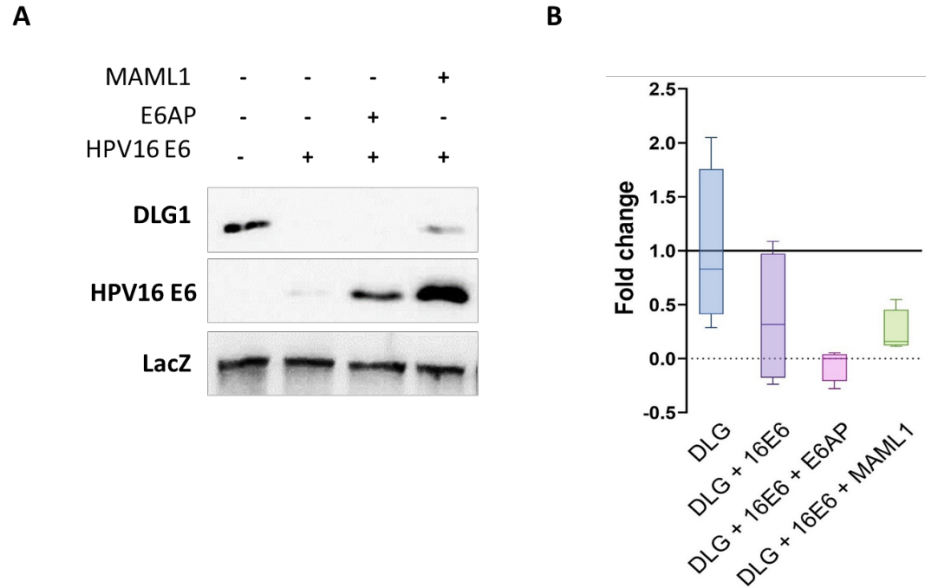 A
MAML1 - - - +
E6AP - - + -
HPV16 E6 - + + +
DLG1
HPV16 E6
LacZ
B
Fold change
2.5
2.0
1.5
1.0
0.5
0.0
-0.5
DLG
DLG + 16E6
DLG + 16E6 + E6AP
DLG + 16E6 + MAML1